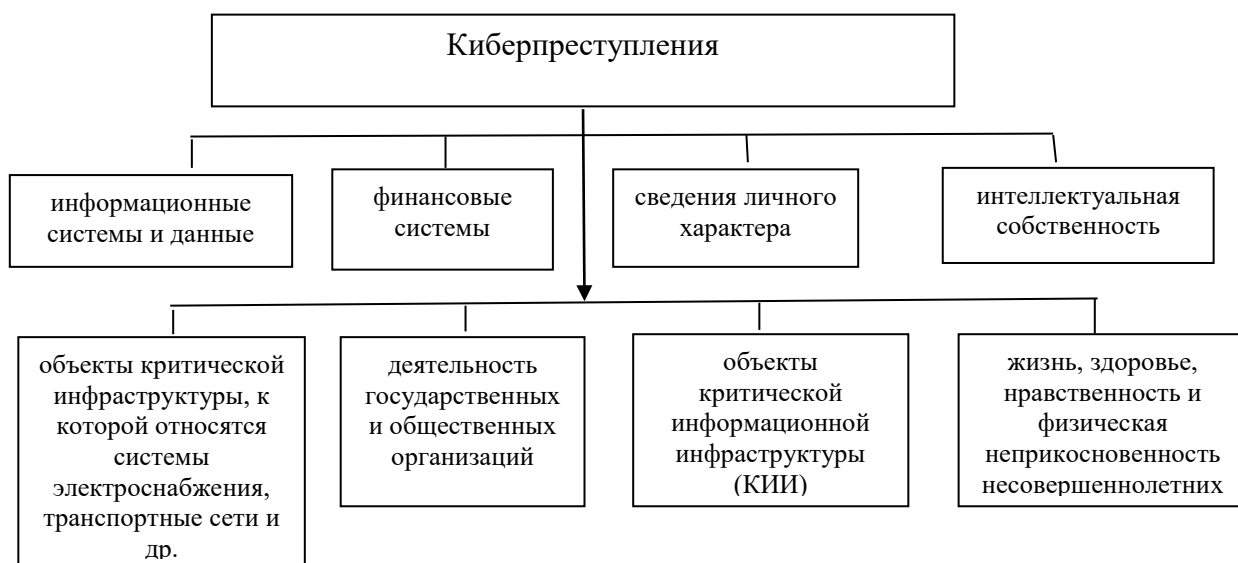 Киберпреступления
информационные
системы и данные
финансовые
системы
сведения личного
характера
интеллектуальная
собственность
объекты критической
инфраструктуры, к
которой относятся
системы
электроснабжения,
транспортные сети и
др.
деятельность
государственных
и общественных
организаций
объекты
критической
информационной
инфраструктуры
(КИИ)
жизнь, здоровье,
нравственность и
физическая
неприкосновенность
несовершеннолетних